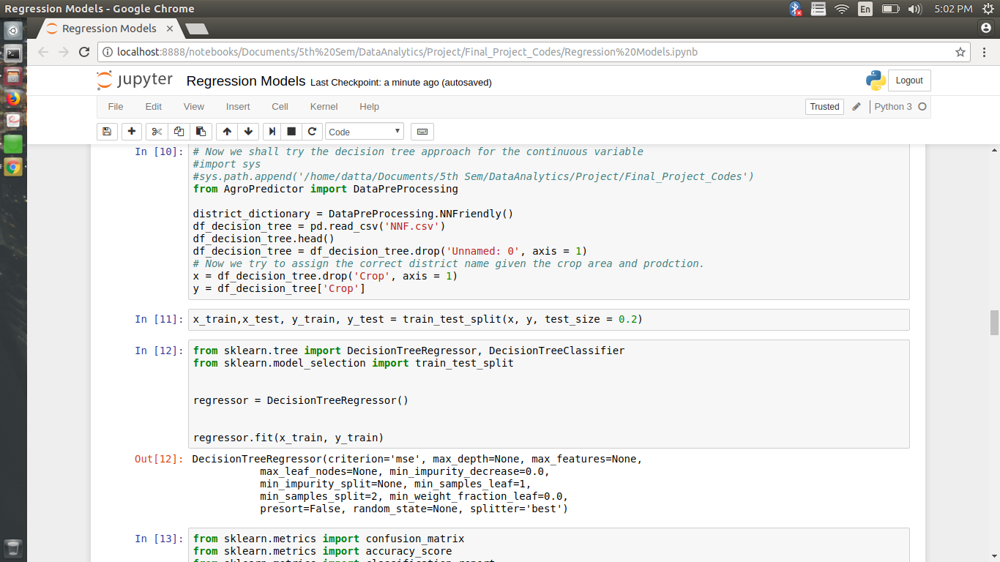 Regression Models - Google Chrome
En
5:02 PM
Regression Models ×
localhost:8888/notebooks/Documents/5th%20Sem/DataAnalytics/Project/Final_Project_Codes/Regression%20Models.ipynb
jupyter Regression Models Last Checkpoint: a minute ago (autosaved)
Logout
File Edit View Insert Cell Kernel Help
Trusted
Python 3
Code
In [10]: # Now we shall try the decision tree approach for the continuous variable
#import sys
#sys.path.append('/home/datta/Documents/5th Sem/DataAnalytics/Project/Final_Project_Codes')
from AgroPredictor import DataPreProcessing
district_dictionary = DataPreProcessing.NNFriendly()
df_decision_tree = pd.read_csv('NNF.csv')
df_decision_tree.head()
df_decision_tree = df_decision_tree.drop('Unnamed: 0', axis = 1)
# Now we try to assign the correct district name given the crop area and prodction.
x = df_decision_tree.drop('Crop', axis = 1)
y = df_decision_tree['Crop']
In [11]: x_train,x_test, y_train, y_test = train_test_split(x, y, test_size = 0.2)
In [12]: from sklearn.tree import DecisionTreeRegressor, DecisionTreeClassifier
from sklearn.model_selection import train_test_split
regressor = DecisionTreeRegressor()
regressor.fit(x_train, y_train)
Out[12]: DecisionTreeRegressor(criterion='mse', max_depth=None, max_features=None,
max_leaf_nodes=None, min_impurity_decrease=0.0,
min_impurity_split=None, min_samples_leaf=1,
min_samples_split=2, min_weight_fraction_leaf=0.0,
presort=False, random_state=None, splitter='best')
In [13]: from sklearn.metrics import confusion_matrix
from sklearn.metrics import accuracy_score